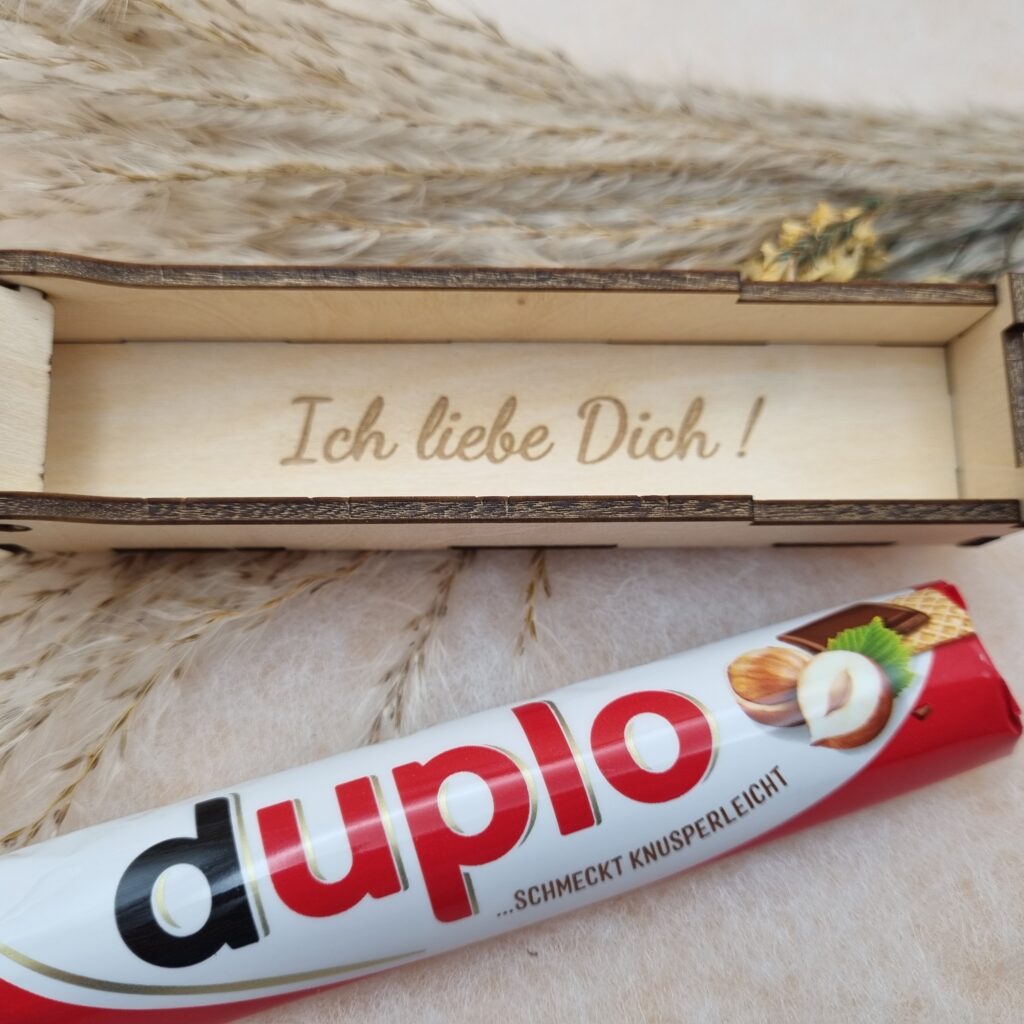 Ich liebe Dich !
duplo
...SCHMECKT KNUSPERLEICHT